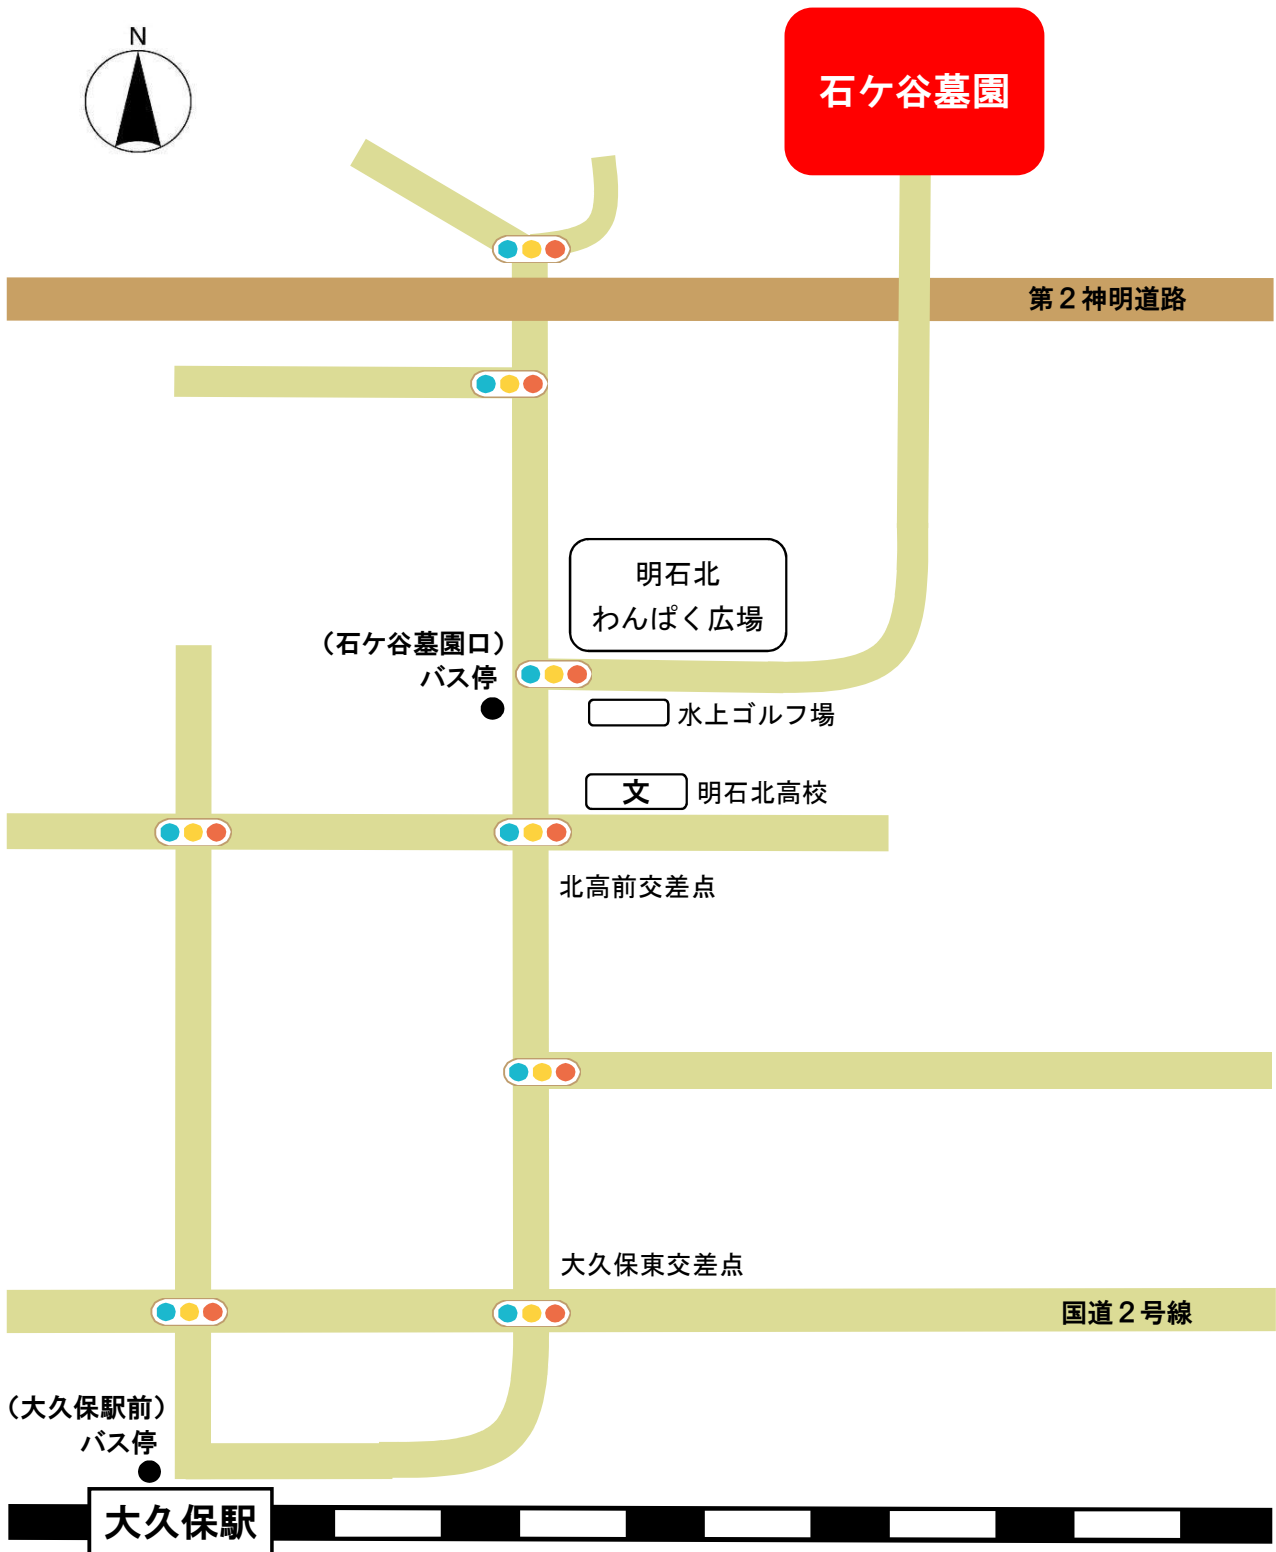 N
石ケ谷墓園
第２神明道路
明石北
わんぱく広場
（石ケ谷墓園口）
バス停
水上ゴルフ場
文
明石北高校
北高前交差点
大久保東交差点
国道２号線
（大久保駅前）
バス停
大久保駅